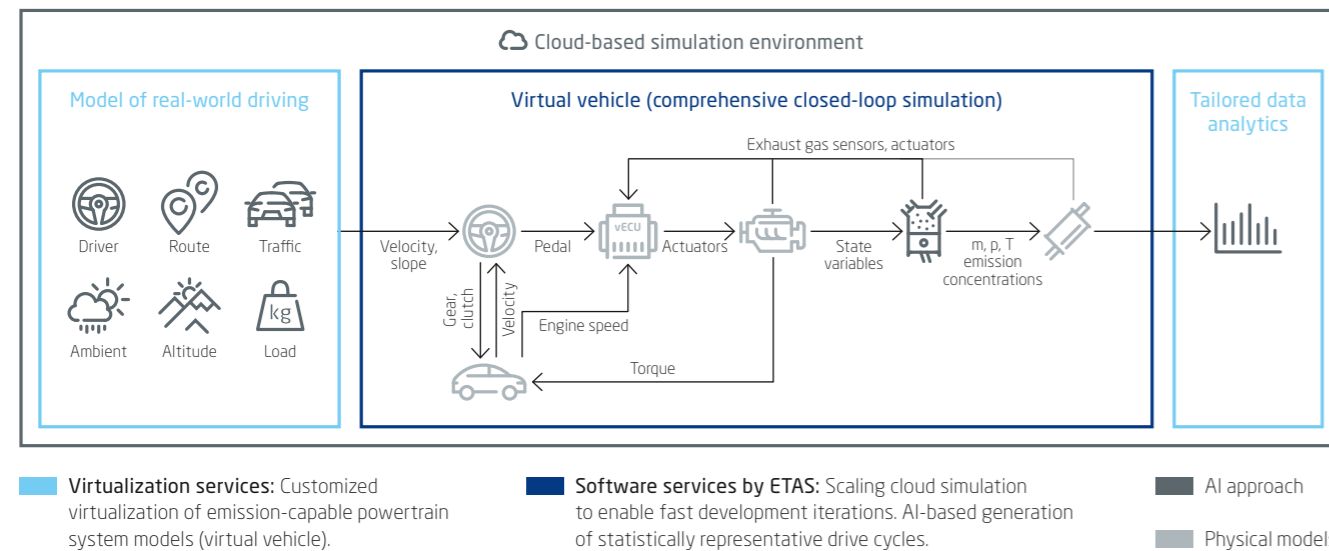 Cloud-based simulation environment
Model of real-world driving
Driver
Route
Traffic
Ambient
Altitude
kg
Load
Virtual vehicle (comprehensive closed-loop simulation)
Exhaust gas sensors, actuators
Velocity,
slope
Pedal
vECU
Actuators
State
variables
m, p, T
emission
concentrations
Gear,
clutch
Velocity
Engine speed
Torque
Tailored data
analytics
Virtualization services: Customized
virtualization of emission-capable powertrain
system models (virtual vehicle).
Software services by ETAS: Scaling cloud simulation
to enable fast development iterations. AI-based generation
of statistically representative drive cycles.
AI approach
Physical model